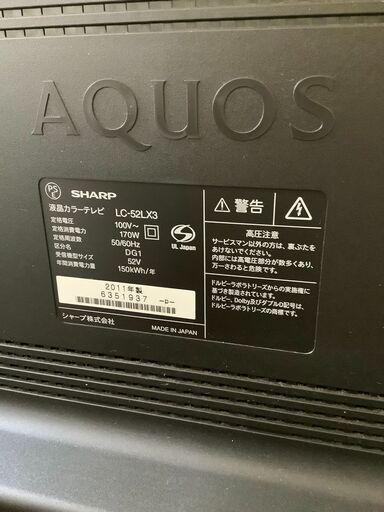 AQUOS
PS
E
SHARP
液晶カラーテレビ LC-52LX3
定格電圧 100V~
定格消費電力 170W
定格周波数 50/60Hz
区分名 DG1
受信機型サイズ 52V
年間消費電力量 150kWh/年
2011年製
6351937 -p-
シャープ株式会社
MADE IN JAPAN
UL Japan
警告
高圧注意
サービスマン以外の方は、裏ぶたを
あけないでください。
内部には高電圧部分が多数あり、
万一さわると危険です。
ドルビーラボラトリーズからの実施権に
基づき製造されています。
ドルビー、Dolby及びダブルD記号は、
ドルビーラボラトリーズの商標です。